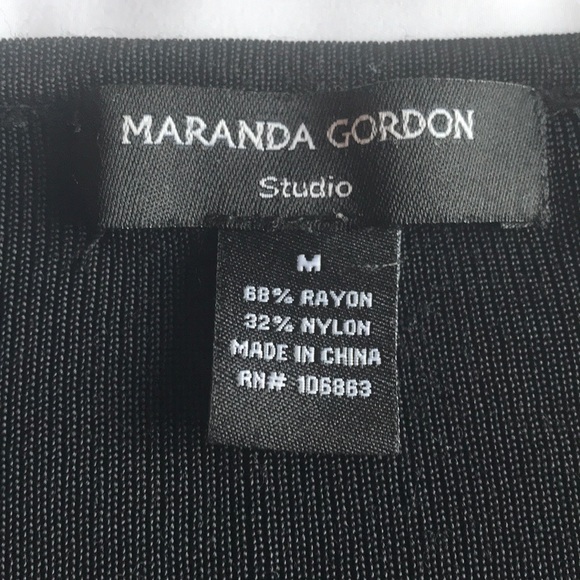 MARANDA GORDON
Studio
M
68% RAYON
32% NYLON
MADE IN CHINA
RN# 106863